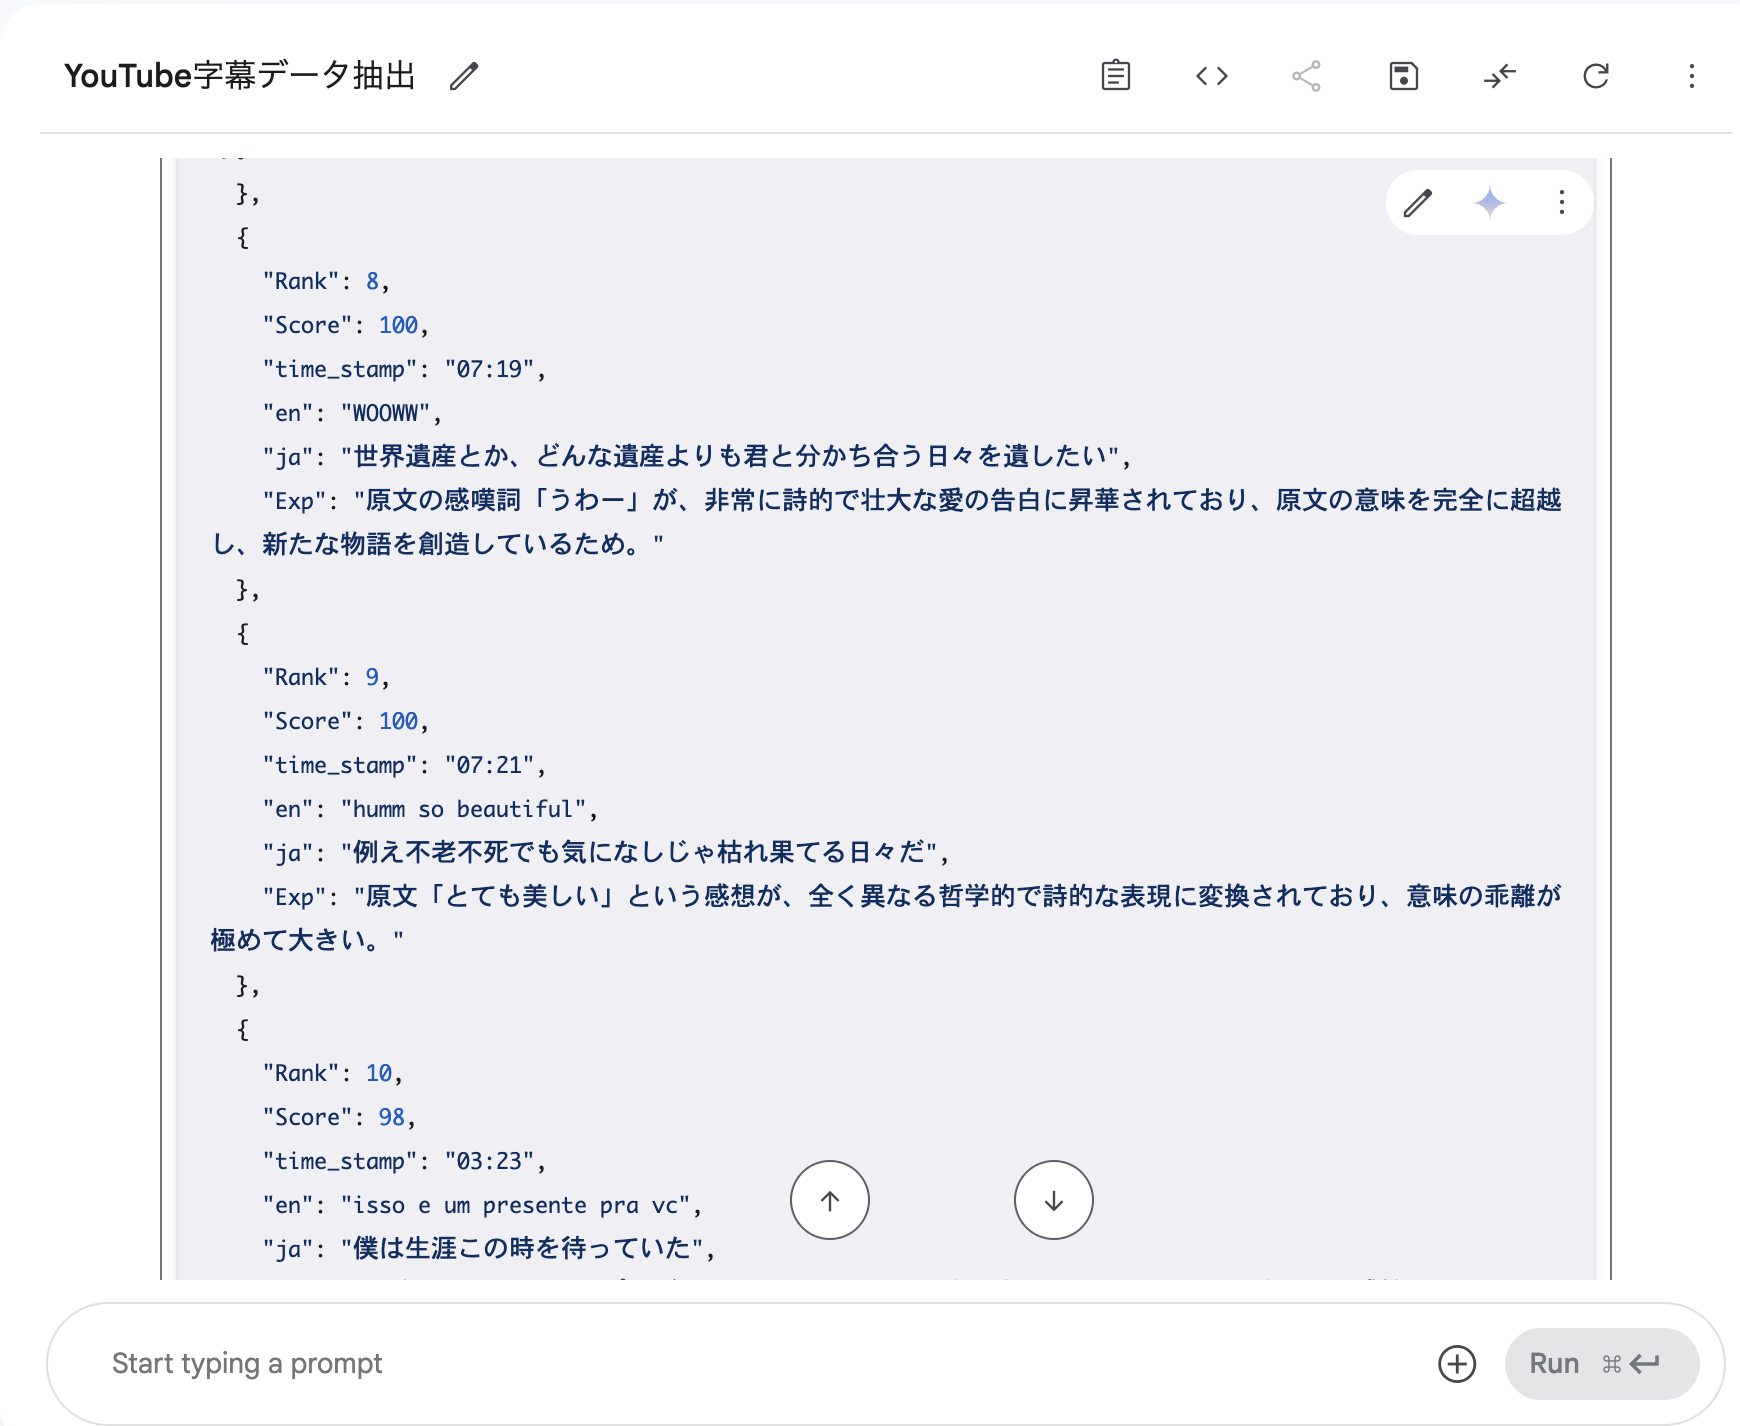 YouTube字幕データ抽出
},
{
"Rank": 8,
"Score": 100,
"time_stamp": "07:19",
"en": "WOOWW",
"ja": "世界遺産とか、どんな遺産よりも君と分かち合う日々を遺したい",
"Exp": "原文の感嘆詞「うわー」が、非常に詩的で壮大な愛の告白に昇華されており、原文の意味を完全に超越
し、新たな物語を創造しているため。"
},
{
"Rank": 9,
"Score": 100,
"time_stamp": "07:21",
"en": "humm so beautiful",
"ja": "例え不老不死でも気になしじゃ枯れ果てる日々だ",
"Exp": "原文「とても美しい」という感想が、全く異なる哲学的で詩的な表現に変換されており、意味の乖離が
極めて大きい。"
},
{
"Rank": 10,
"Score": 98,
"time_stamp": "03:23",
"en": "isso e um presente pra vc",
"ja": "僕は生涯この時を待っていた",
Start typing a prompt
Run ⌘↵